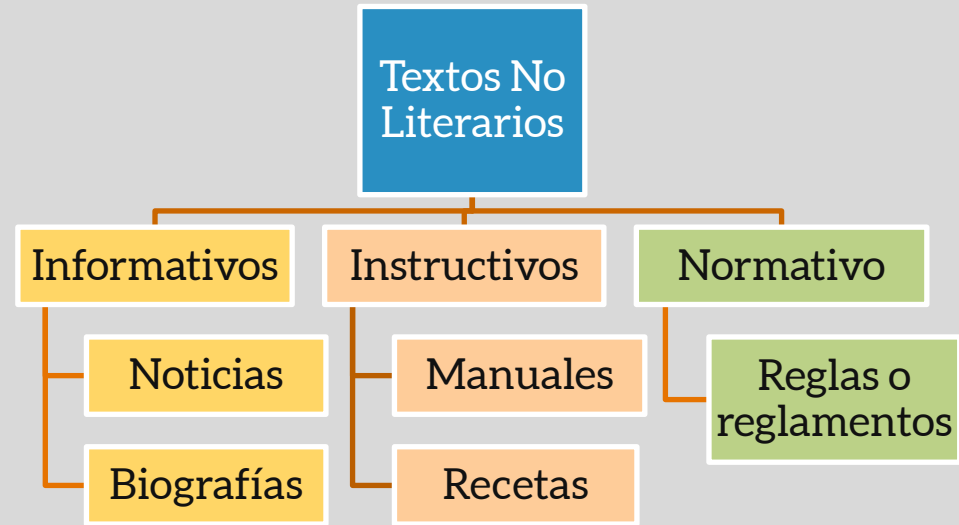 Textos No
Literarios
Informativos
Instructivos
Normativo
Noticias
Manuales
Reglas o
reglamentos
Biografías
Recetas